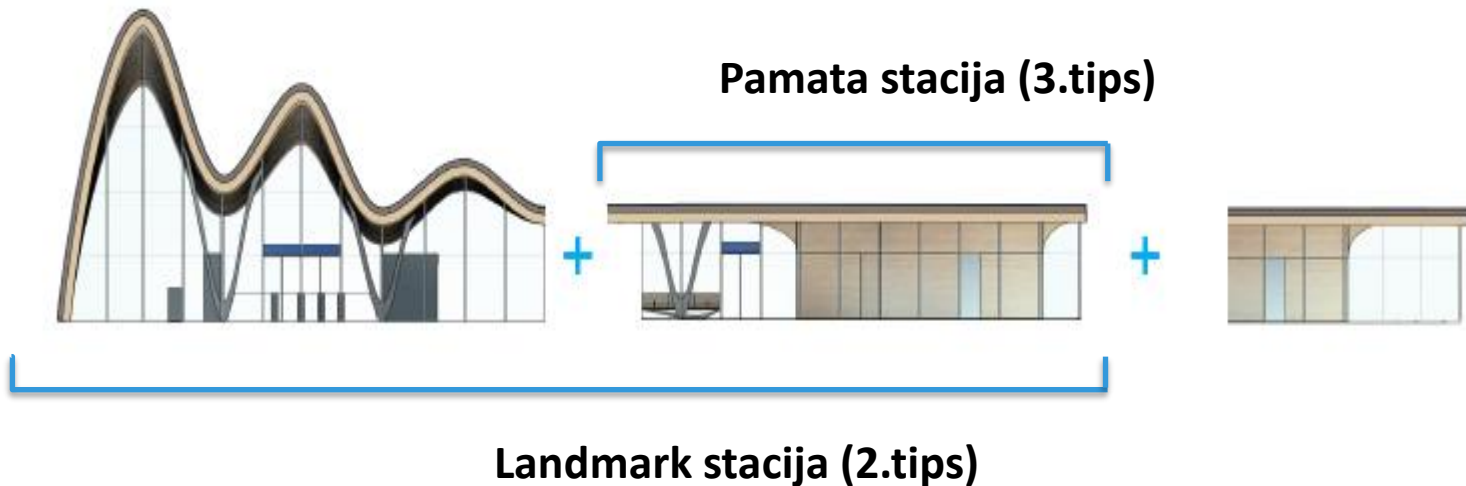 Pamata stacija (3.tips)
+ +
Landmark stacija (2.tips)